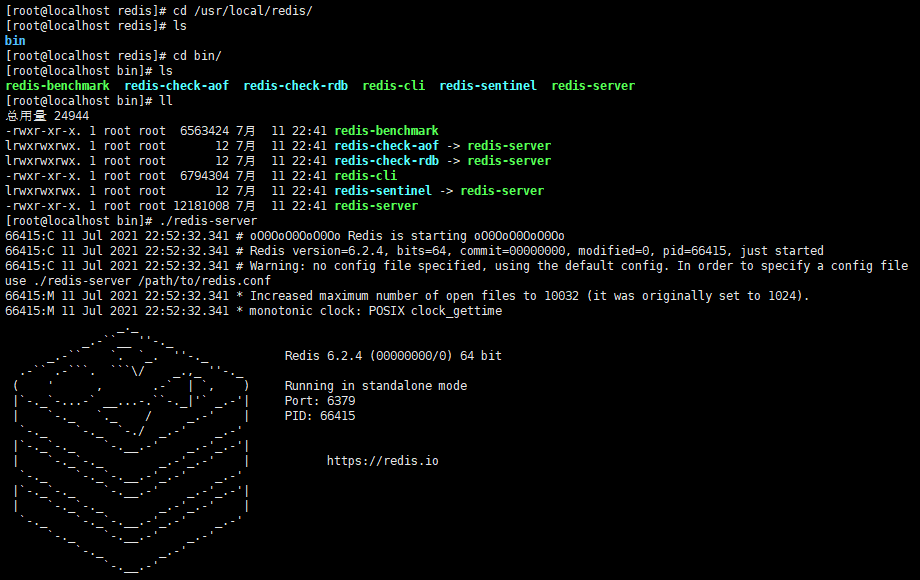 [root@localhost redis]# cd /usr/local/redis/
[root@localhost redis]# ls
bin
[root@localhost redis]# cd bin/
[root@localhost bin]# ls
redis-benchmark  redis-check-aof  redis-check-rdb  redis-cli  redis-sentinel  redis-server
[root@localhost bin]# ll
总用量 24944
-rwxr-xr-x. 1 root root  6563424 7月  11 22:41 redis-benchmark
lrwxrwxrwx. 1 root root       12 7月  11 22:41 redis-check-aof -> redis-server
lrwxrwxrwx. 1 root root       12 7月  11 22:41 redis-check-rdb -> redis-server
-rwxr-xr-x. 1 root root  6794304 7月  11 22:41 redis-cli
lrwxrwxrwx. 1 root root       12 7月  11 22:41 redis-sentinel -> redis-server
-rwxr-xr-x. 1 root root 12181008 7月  11 22:41 redis-server
[root@localhost bin]# ./redis-server
66415:C 11 Jul 2021 22:52:32.341 # oO0OoO0OoO0Oo Redis is starting oO0OoO0OoO0Oo
66415:C 11 Jul 2021 22:52:32.341 # Redis version=6.2.4, bits=64, commit=00000000, modified=0, pid=66415, just started
66415:C 11 Jul 2021 22:52:32.341 # Warning: no config file specified, using the default config. In order to specify a config file
use ./redis-server /path/to/redis.conf
66415:M 11 Jul 2021 22:52:32.341 * Increased maximum number of open files to 10032 (it was originally set to 1024).
66415:M 11 Jul 2021 22:52:32.341 * monotonic clock: POSIX clock_gettime
Redis 6.2.4 (00000000/0) 64 bit
Running in standalone mode
Port: 6379
PID: 66415
https://redis.io